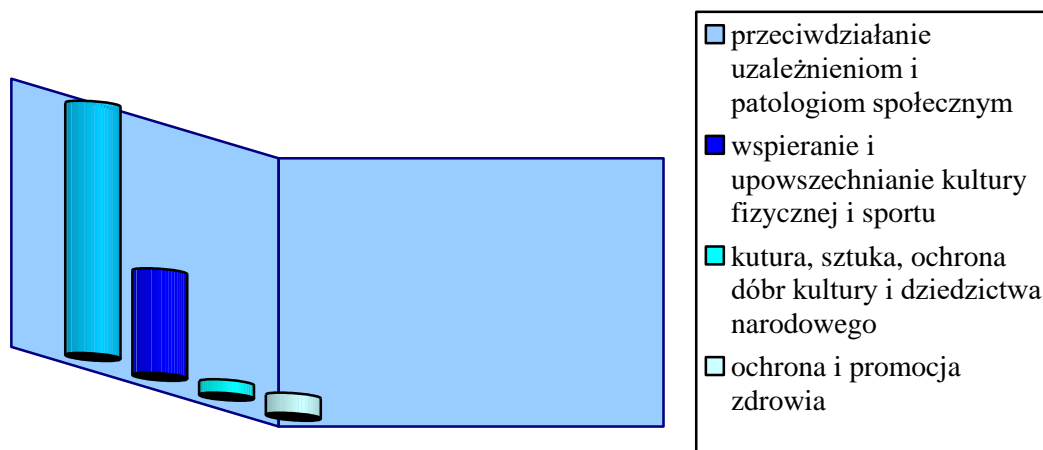 przeciwdziałanie
uzależnieniom i
patologiom społecznym
wspieranie i
upowszechnianie kultury
fizycznej i sportu
kutura, sztuka, ochrona
dóbr kultury i dziedzictwa
narodowego
ochrona i promocja
zdrowia